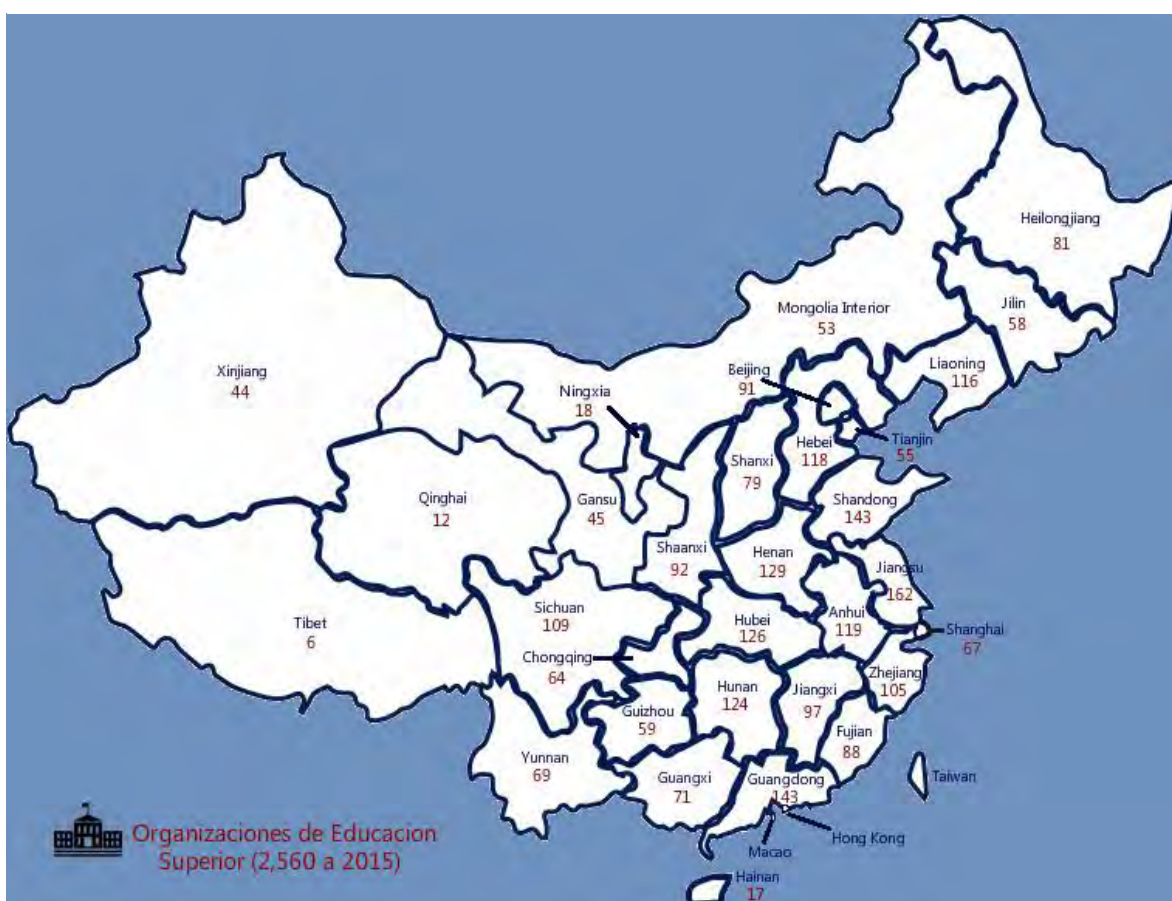 Heilongjiang
81
Jilin
58
Mongolia Interior
53
Liaoning
116
Beijing
91
Xinjiang
44
Ningxia
18
Tianjin
55
Hebei
118
Shanxi
79
Shandong
143
Qinghai
12
Gansu
45
Shaanxi
92
Henan
129
Jiangsu
162
Sichuan
109
Hubei
126
Anhui
119
Shanghai
67
Tibet
6
Chongqing
64
Zhejiang
105
Hunan
124
Jiangxi
97
Guizhou
59
Fujian
88
Yunnan
69
Guangxi
71
Guangdong
143
Taiwan
Hong Kong
Macao
Hainan
17
Organizaciones de Educacion
Superior (2,560 a 2015)